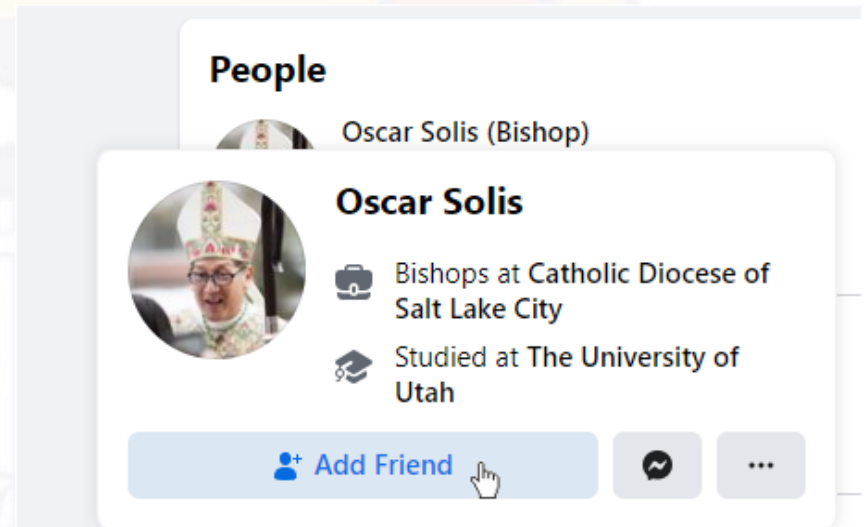 People
Oscar Solis (Bishop)
Oscar Solis
Bishops at Catholic Diocese of
Salt Lake City
Studied at The University of
Utah
Add Friend